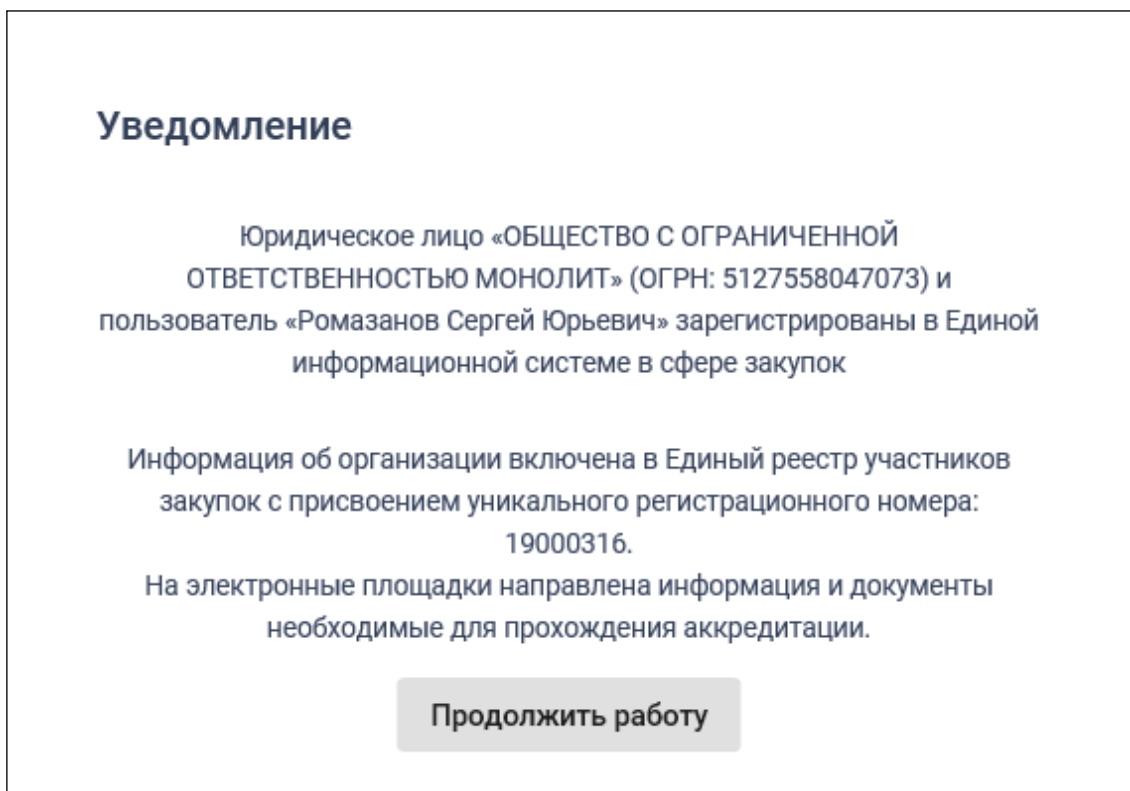 Уведомление
Юридическое лицо «ОБЩЕСТВО С ОГРАНИЧЕННОЙ
ОТВЕТСТВЕННОСТЬЮ МОНОЛИТ» (ОГРН: 5127558047073) и
пользователь «Ромазанов Сергей Юрьевич» зарегистрированы в Единой
информационной системе в сфере закупок
Информация об организации включена в Единый реестр участников
закупок с присвоением уникального регистрационного номера:
19000316.
На электронные площадки направлена информация и документы
необходимые для прохождения аккредитации.
Продолжить работу